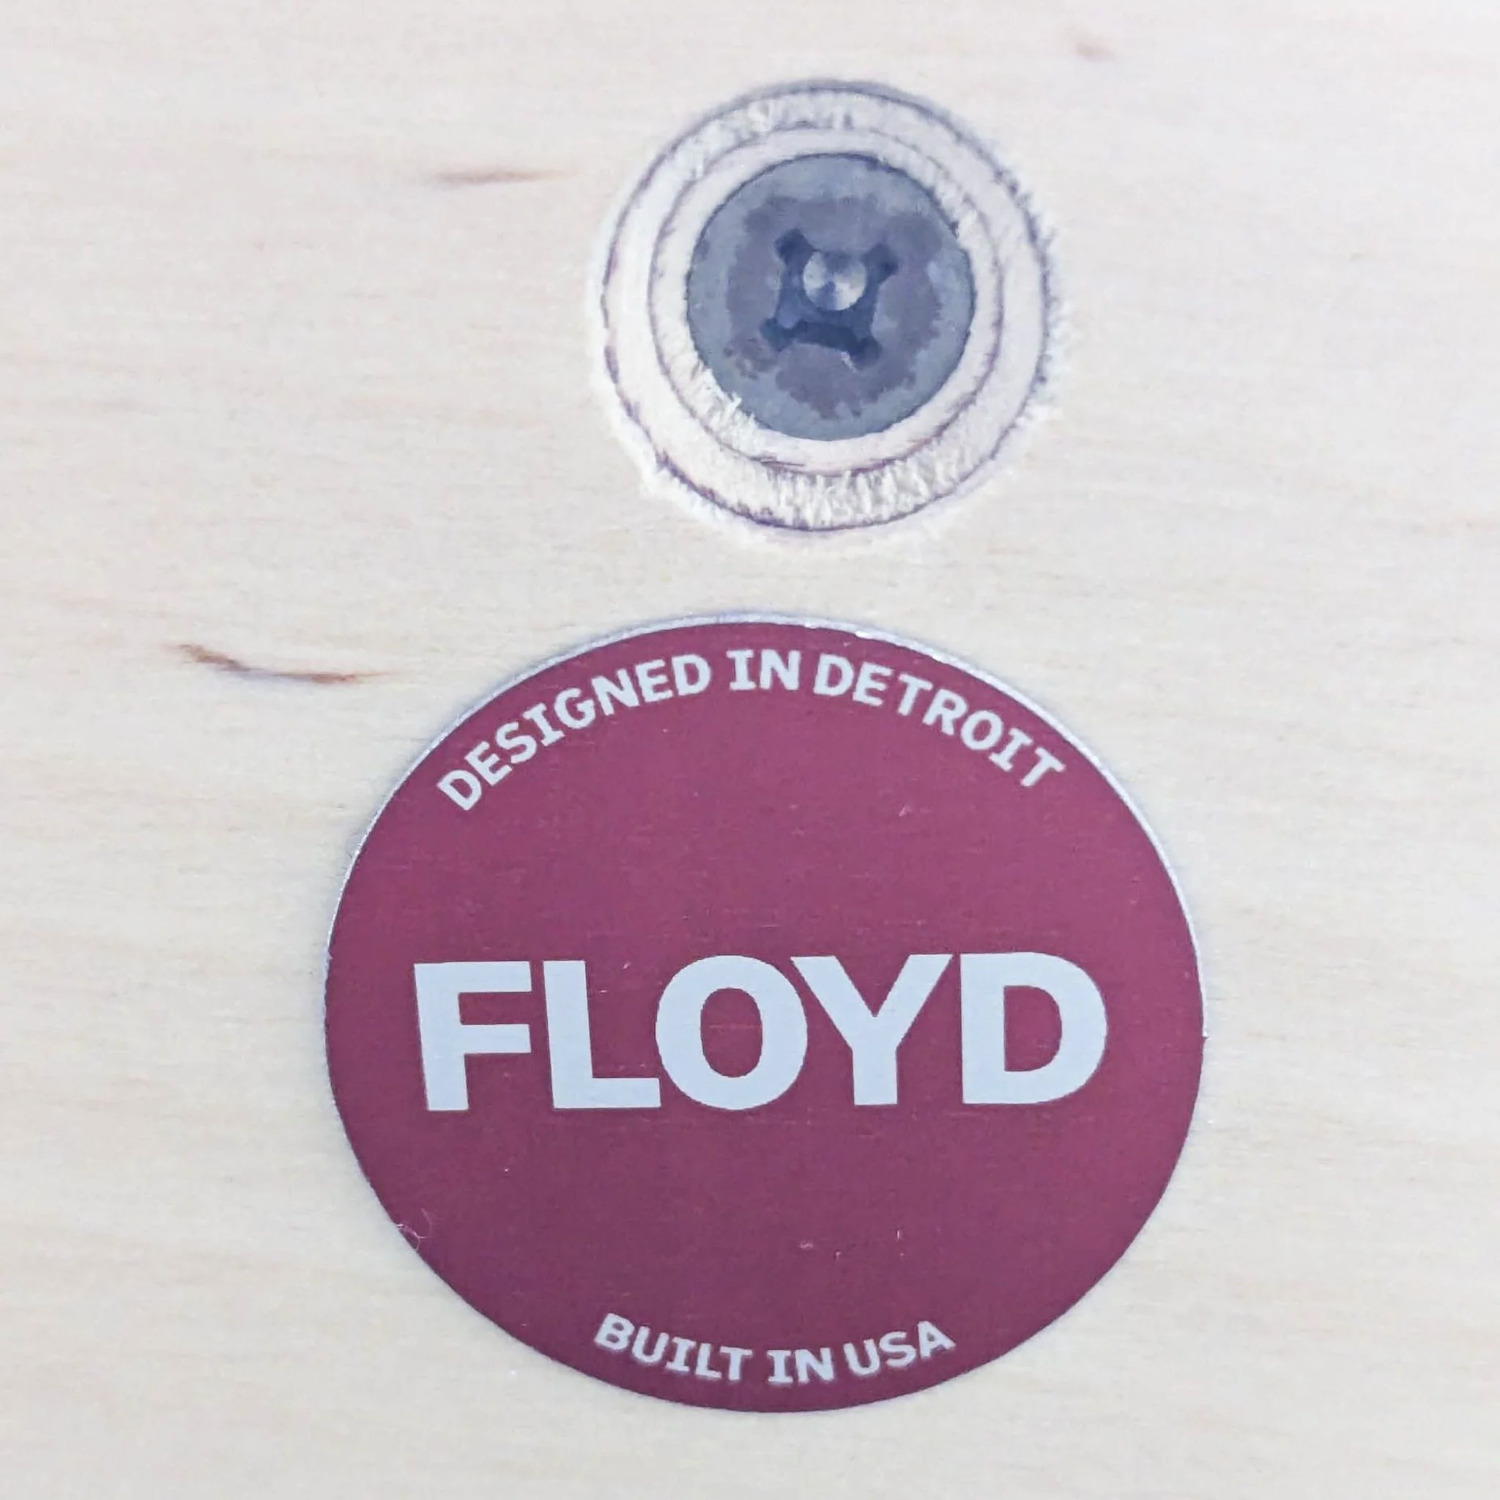 DESIGNED IN DETROIT
FLOYD
BUILT IN USA